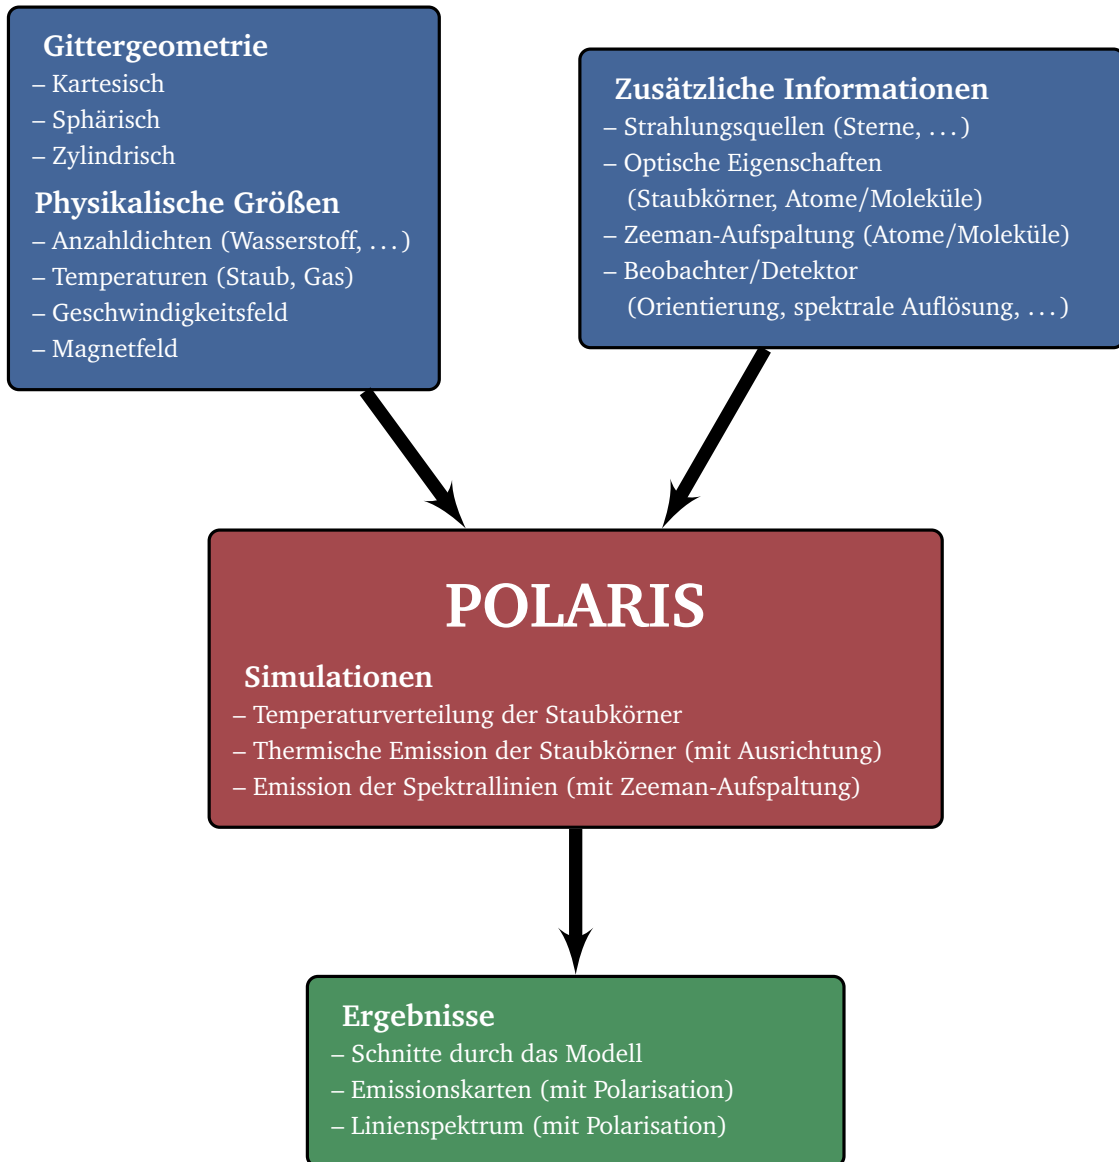 Gittergeometrie
– Kartesisch
– Sphärisch
– Zylindrisch
Physikalische Größen
– Anzahldichten (Wasserstoff, ...)
– Temperaturen (Staub, Gas)
– Geschwindigkeitsfeld
– Magnetfeld
Zusätzliche Informationen
– Strahlungsquellen (Sterne, ...)
– Optische Eigenschaften
(Staubkörner, Atome/Moleküle)
– Zeeman-Aufspaltung (Atome/Moleküle)
– Beobachter/Detektor
(Orientierung, spektrale Auflösung, ...)
POLARIS
Simulationen
– Temperaturverteilung der Staubkörner
– Thermische Emission der Staubkörner (mit Ausrichtung)
– Emission der Spektrallinien (mit Zeeman-Aufspaltung)
Ergebnisse
– Schnitte durch das Modell
– Emissionskarten (mit Polarisation)
– Linienspektrum (mit Polarisation)